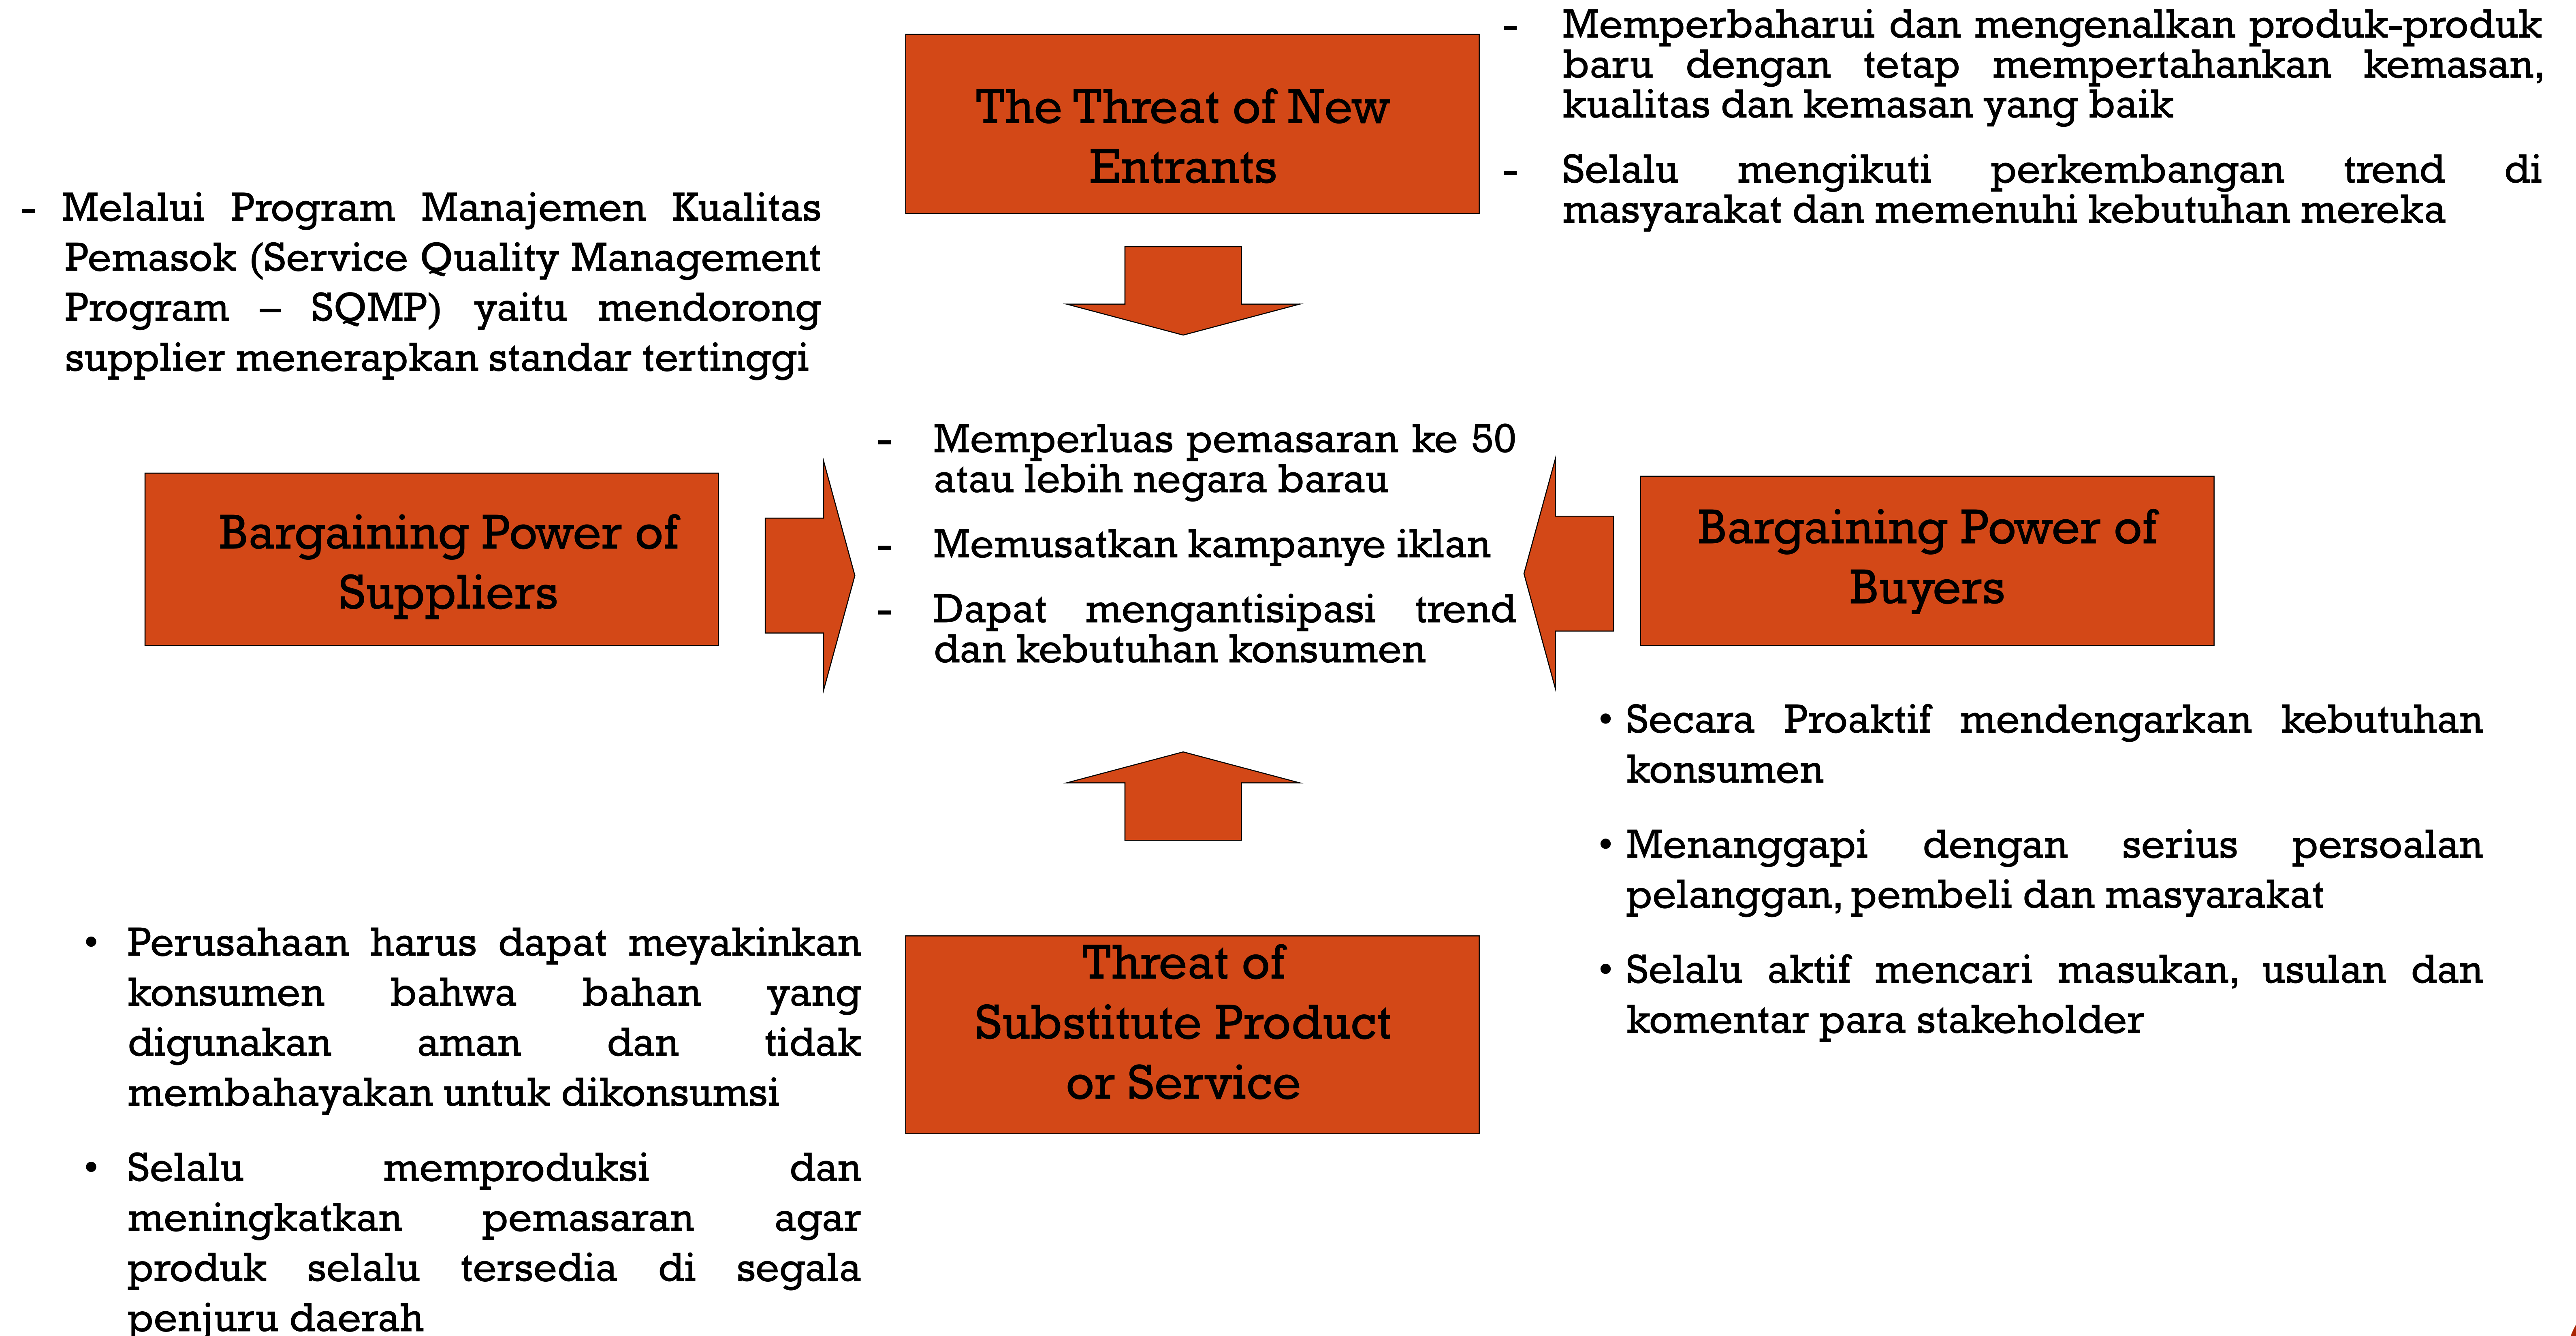 The Threat of New
Entrants
- Memperbaharui dan mengenalkan produk-produk
baru dengan tetap mempertahankan kemasan,
kualitas dan kemasan yang baik
- Selalu mengikuti perkembangan trend di
masyarakat dan memenuhi kebutuhan mereka
- Melalui Program Manajemen Kualitas
Pemasok (Service Quality Management
Program – SQMP) yaitu mendorong
supplier menerapkan standar tertinggi
Bargaining Power of
Suppliers
- Memperluas pemasaran ke 50
atau lebih negara barau
- Memusatkan kampanye iklan
- Dapat mengantisipasi trend
dan kebutuhan konsumen
Bargaining Power of
Buyers
• Secara Proaktif mendengarkan kebutuhan
konsumen
• Menanggapi dengan serius persoalan
pelanggan, pembeli dan masyarakat
• Selalu aktif mencari masukan, usulan dan
komentar para stakeholder
• Perusahaan harus dapat meyakinkan
konsumen bahwa bahan yang
digunakan aman dan tidak
membahayakan untuk dikonsumsi
• Selalu memproduksi dan
meningkatkan pemasaran agar
produk selalu tersedia di segala
penjuru daerah
Threat of
Substitute Product
or Service